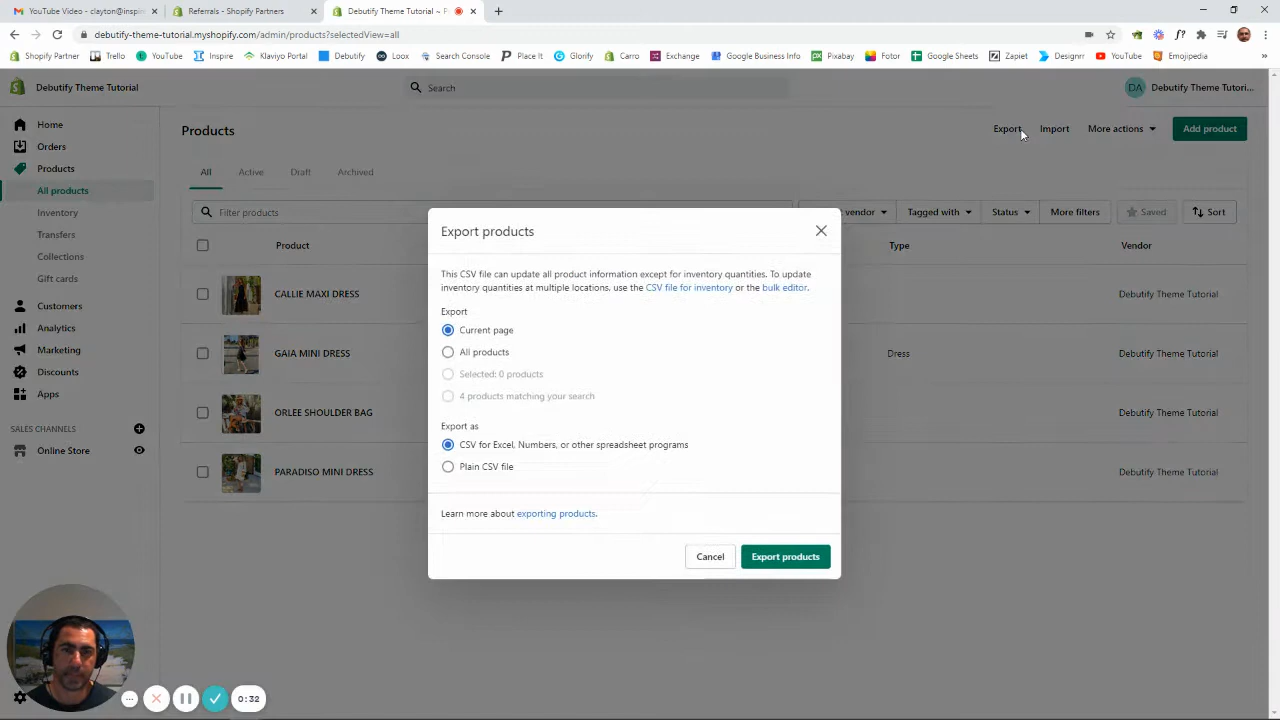 YouTube Video - clayton@inspi
Referrals - Shopify Partners
Debutify Theme Tutorial ~ P
debutify-theme-tutorial.myshopify.com/admin/products?selectedView=all
Shopify Partner
Trello
YouTube
Inspire
Klaviyo Portal
Debutify
Loox
Search Console
Place It
Glorify
Carro
Exchange
Google Business Info
Pixabay
Fotor
Google Sheets
Zapiet
Designrr
YouTube
Emojipedia
Debutify Theme Tutorial
Search
DA
Debutify Theme Tutori...
Home
Orders
Products
All products
Inventory
Transfers
Collections
Gift cards
Customers
Analytics
Marketing
Discounts
Apps
SALES CHANNELS
Online Store
Products
Export
Import
More actions
Add product
All
Active
Draft
Archived
Filter products
vendor
Tagged with
Status
More filters
Saved
Sort
Product
Type
Vendor
CALLIE MAXI DRESS
Debutify Theme Tutorial
GAIA MINI DRESS
Dress
Debutify Theme Tutorial
ORLEE SHOULDER BAG
Debutify Theme Tutorial
PARADISO MINI DRESS
Debutify Theme Tutorial
Export products
This CSV file can update all product information except for inventory quantities. To update
inventory quantities at multiple locations, use the CSV file for inventory or the bulk editor.
Export
Current page
All products
Selected: 0 products
4 products matching your search
Export as
CSV for Excel, Numbers, or other spreadsheet programs
Plain CSV file
Learn more about exporting products.
Cancel
Export products
0:32